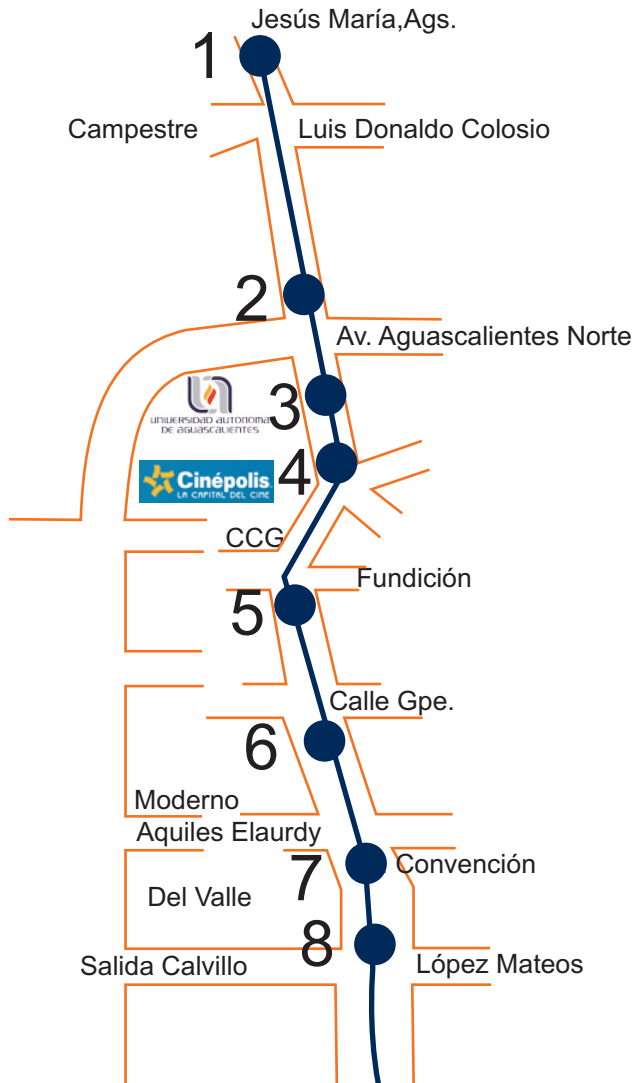 Jesús María,Ags.
1
Campestre
Luis Donaldo Colosio
2
Av. Aguascalientes Norte
UNIVERSIDAD AUTONOMA
DE AGUASCALIENTES
3
Cinépolis
LA CAPITAL DEL CINE
4
CCG
Fundición
5
Calle Gpe.
6
Moderno
Aquiles Elaurdy
7
Convención
Del Valle
8
Salida Calvillo
López Mateos